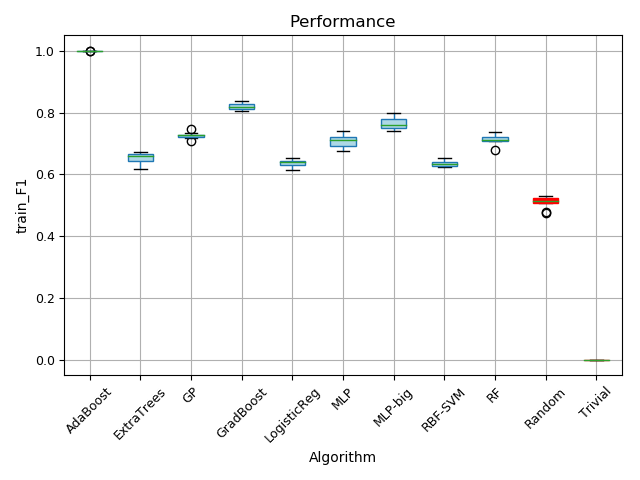 Performance
train_F1
1.0
0.8
0.6
0.4
0.2
0.0
AdaBoost
ExtraTrees
GP
GradBoost
LogisticReg
MLP
MLP-big
RBF-SVM
RF
Random
Trivial
Algorithm